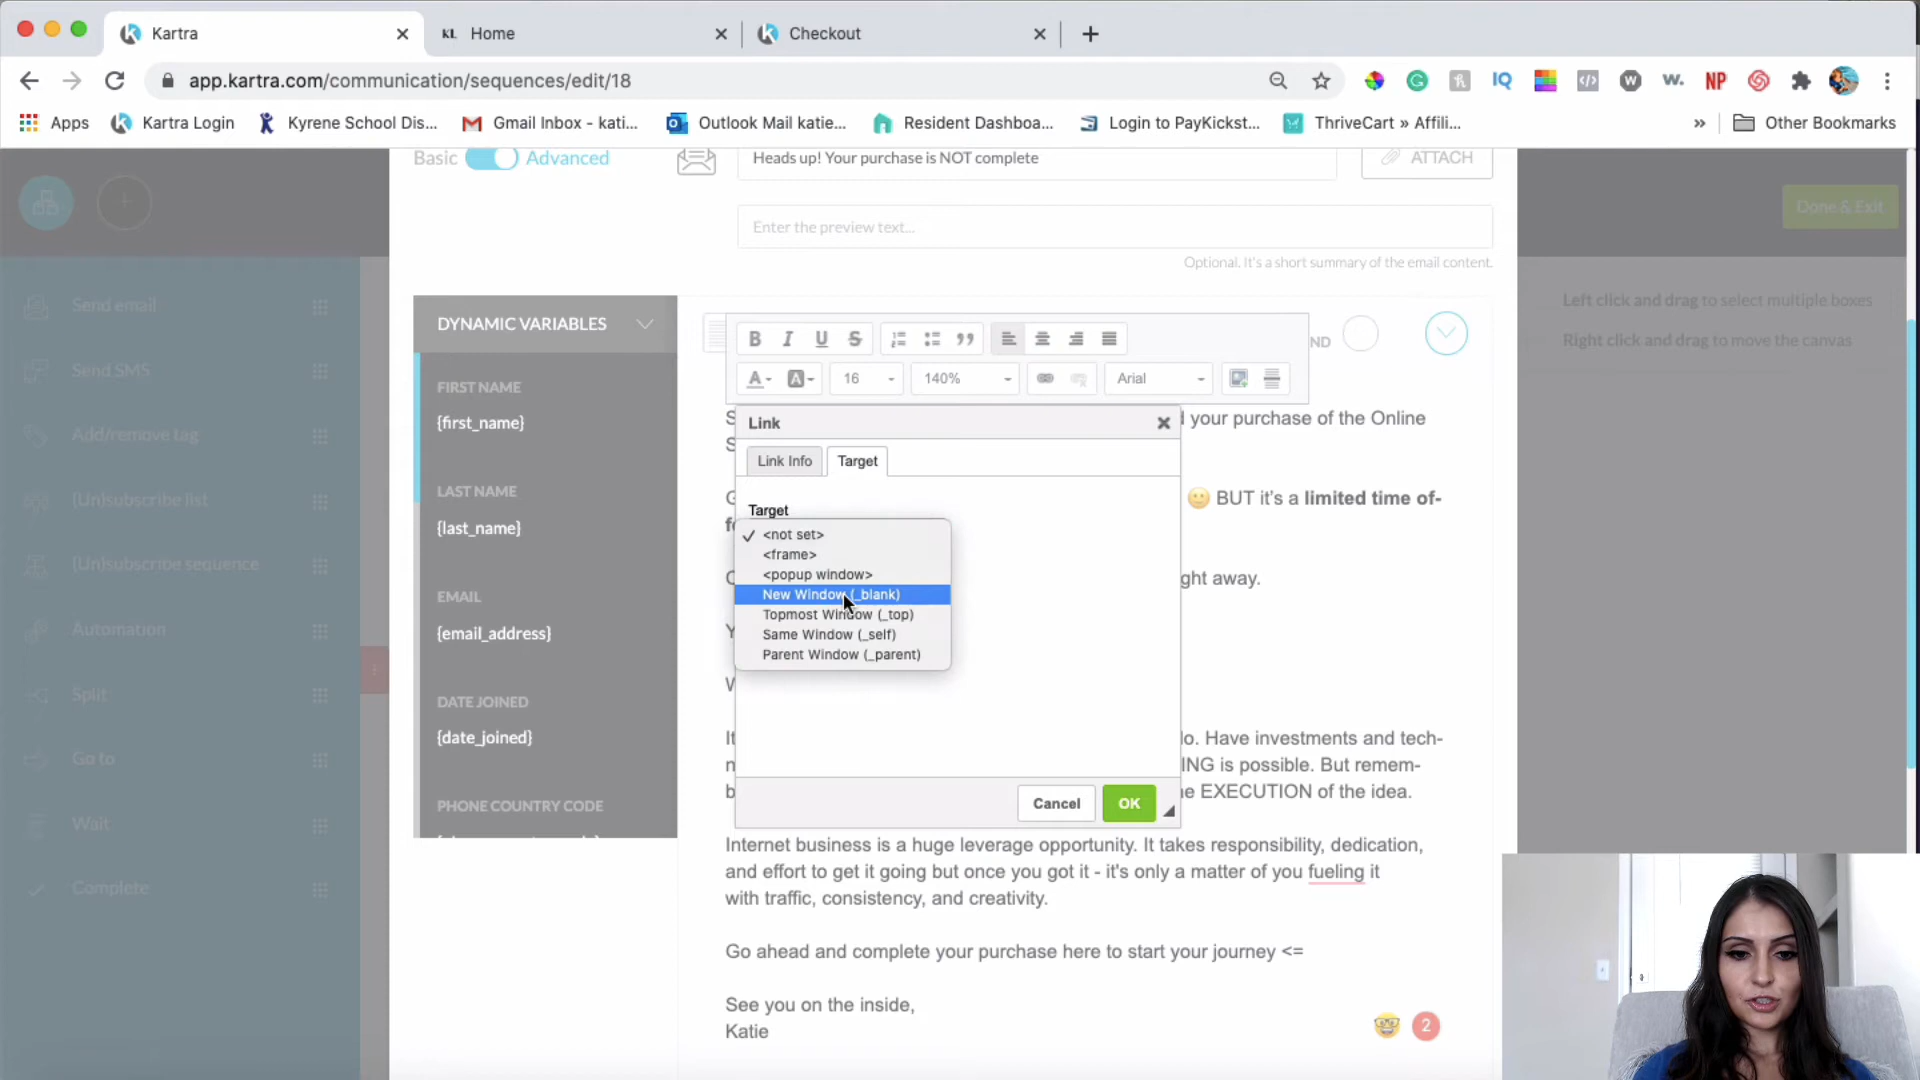 Kartra
KL Home
Checkout
app.kartra.com/communication/sequences/edit/18
Apps
Kartra Login
Kyrene School Dis...
Gmail Inbox - kati...
Outlook Mail katie...
Resident Dashboa...
Login to PayKickst...
ThriveCart » Affili...
»
Other Bookmarks
IQ
NP
Basic
Advanced
Heads up! Your purchase is NOT complete
ATTACH
Done & Exit
Enter the preview text...
Optional. It's a short summary of the email content.
Send email
Send SMS
Add/remove tag
(Un)subscribe list
(Un)subscribe sequence
Automation
Split
Go to
Wait
Complete
DYNAMIC VARIABLES
FIRST NAME
{first_name}
LAST NAME
{last_name}
EMAIL
{email_address}
DATE JOINED
{date_joined}
PHONE COUNTRY CODE
B I U S
A A 16 140% Arial
ND
Left click and drag to select multiple boxes
Right click and drag to move the canvas
Link
Link Info
Target
Target
<not set>
<frame>
<popup window>
New Window (_blank)
Topmost Window (_top)
Same Window (_self)
Parent Window (_parent)
Cancel
OK
your purchase of the Online
BUT it's a limited time of-
ght away.
lo. Have investments and tech-
NG is possible. But remem-
EXECUTION of the idea.
Internet business is a huge leverage opportunity. It takes responsibility, dedication,
and effort to get it going but once you got it - it's only a matter of you fueling it
with traffic, consistency, and creativity.
Go ahead and complete your purchase here to start your journey <=
See you on the inside,
Katie
2